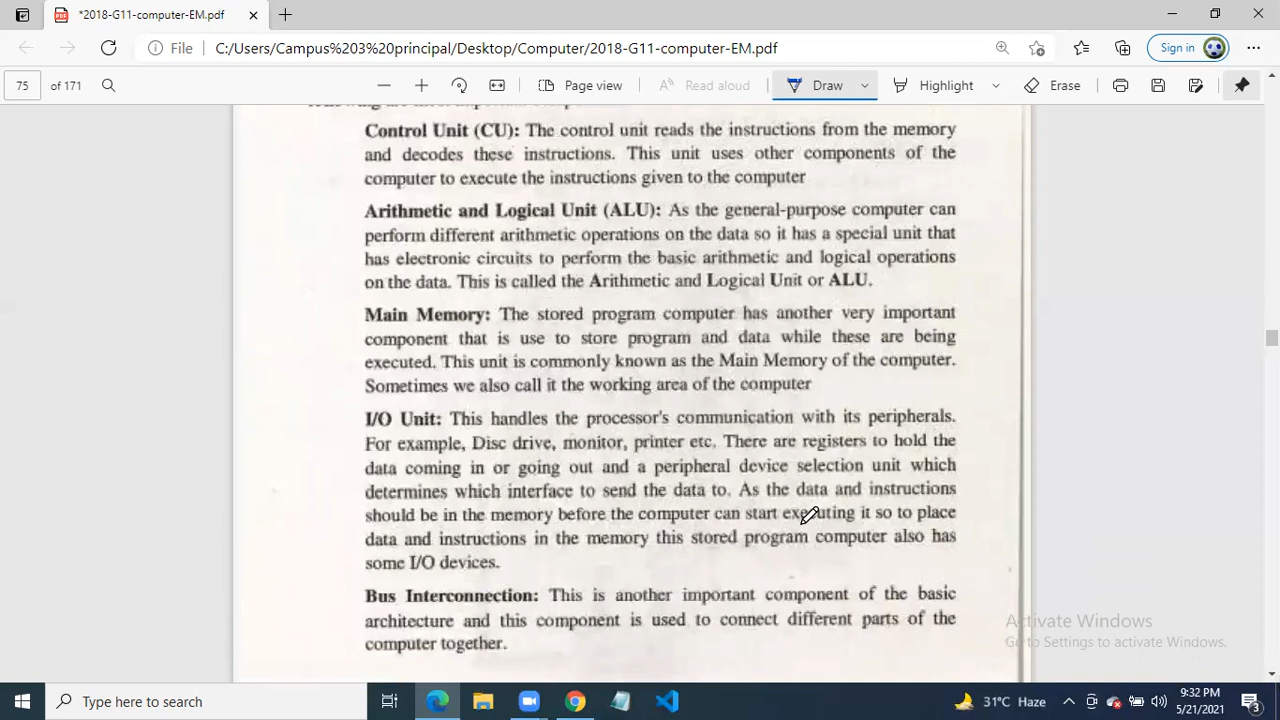 *2018-G11-computer-EM.pdf
File C:/Users/Campus%203%20principal/Desktop/Computer/2018-G11-computer-EM.pdf Sign in
75 of 171 Page view Read aloud Draw Highlight Erase
Control Unit (CU): The control unit reads the instructions from the memory
and decodes these instructions. This unit uses other components of the
computer to execute the instructions given to the computer
Arithmetic and Logical Unit (ALU): As the general-purpose computer can
perform different arithmetic operations on the data so it has a special unit that
has electronic circuits to perform the basic arithmetic and logical operations
on the data. This is called the Arithmetic and Logical Unit or ALU.
Main Memory: The stored program computer has another very important
component that is use to store program and data while these are being
executed. This unit is commonly known as the Main Memory of the computer.
Sometimes we also call it the working area of the computer
I/O Unit: This handles the processor's communication with its peripherals.
For example, Disc drive, monitor, printer etc. There are registers to hold the
data coming in or going out and a peripheral device selection unit which
determines which interface to send the data to. As the data and instructions
should be in the memory before the computer can start executing it so to place
data and instructions in the memory this stored program computer also has
some I/O devices.
Bus Interconnection: This is another important component of the basic
architecture and this component is used to connect different parts of the
computer together.
Activate Windows
Go to Settings to activate Windows.
Type here to search
31°C Haze
9:32 PM
5/21/2021
3